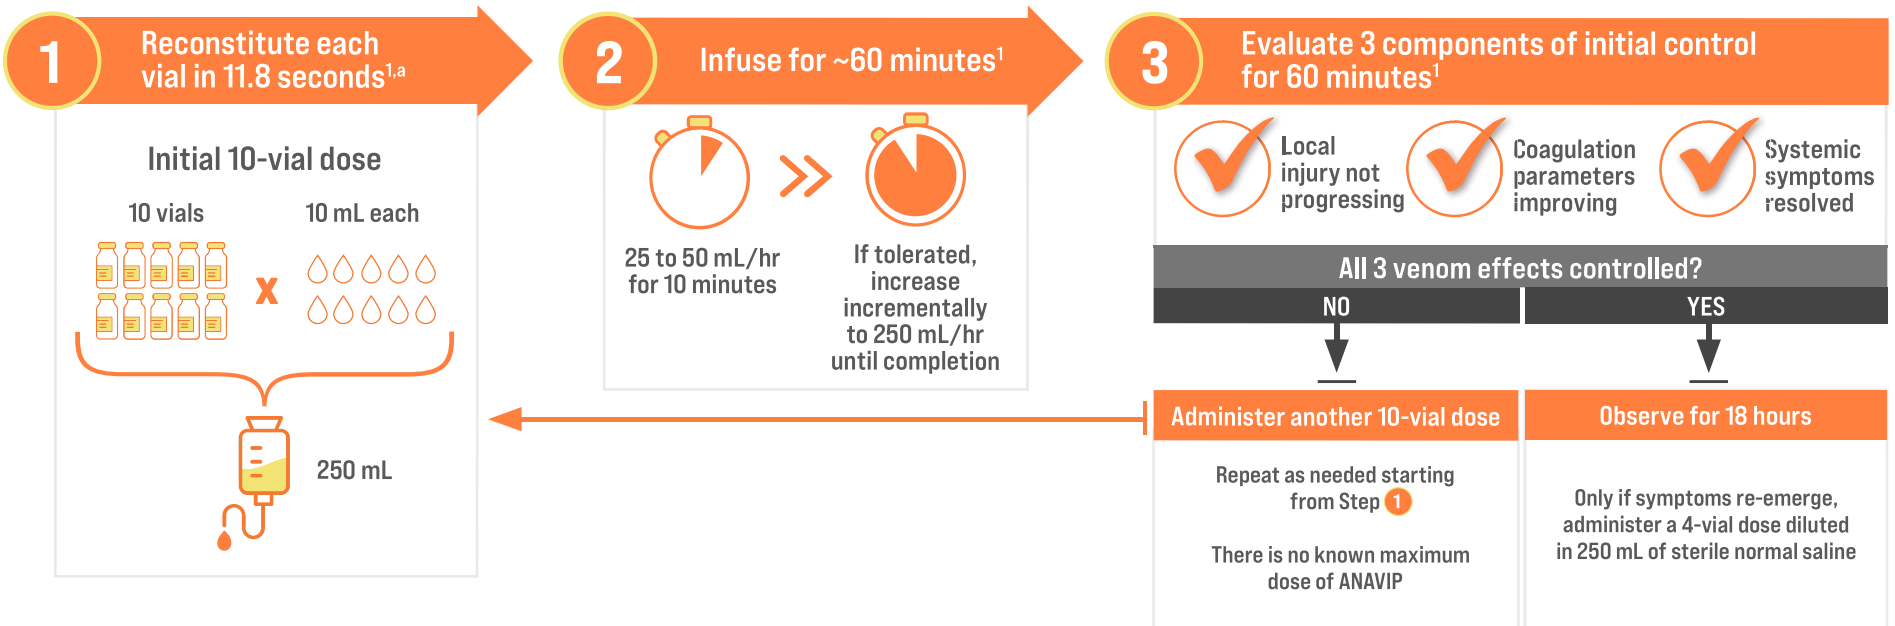 1
Reconstitute each
vial in 11.8 seconds1,a
Initial 10-vial dose
10 vials
10 mL each
x
250 mL
2
Infuse for ~60 minutes1
25 to 50 mL/hr
for 10 minutes
If tolerated,
increase
incrementally
to 250 mL/hr
until completion
3
Evaluate 3 components of initial control
for 60 minutes1
Local
injury not
progressing
Coagulation
parameters
improving
Systemic
symptoms
resolved
All 3 venom effects controlled?
NO
YES
Administer another 10-vial dose
Repeat as needed starting
from Step 1
There is no known maximum
dose of ANAVIP
Observe for 18 hours
Only if symptoms re-emerge,
administer a 4-vial dose diluted
in 250 mL of sterile normal saline